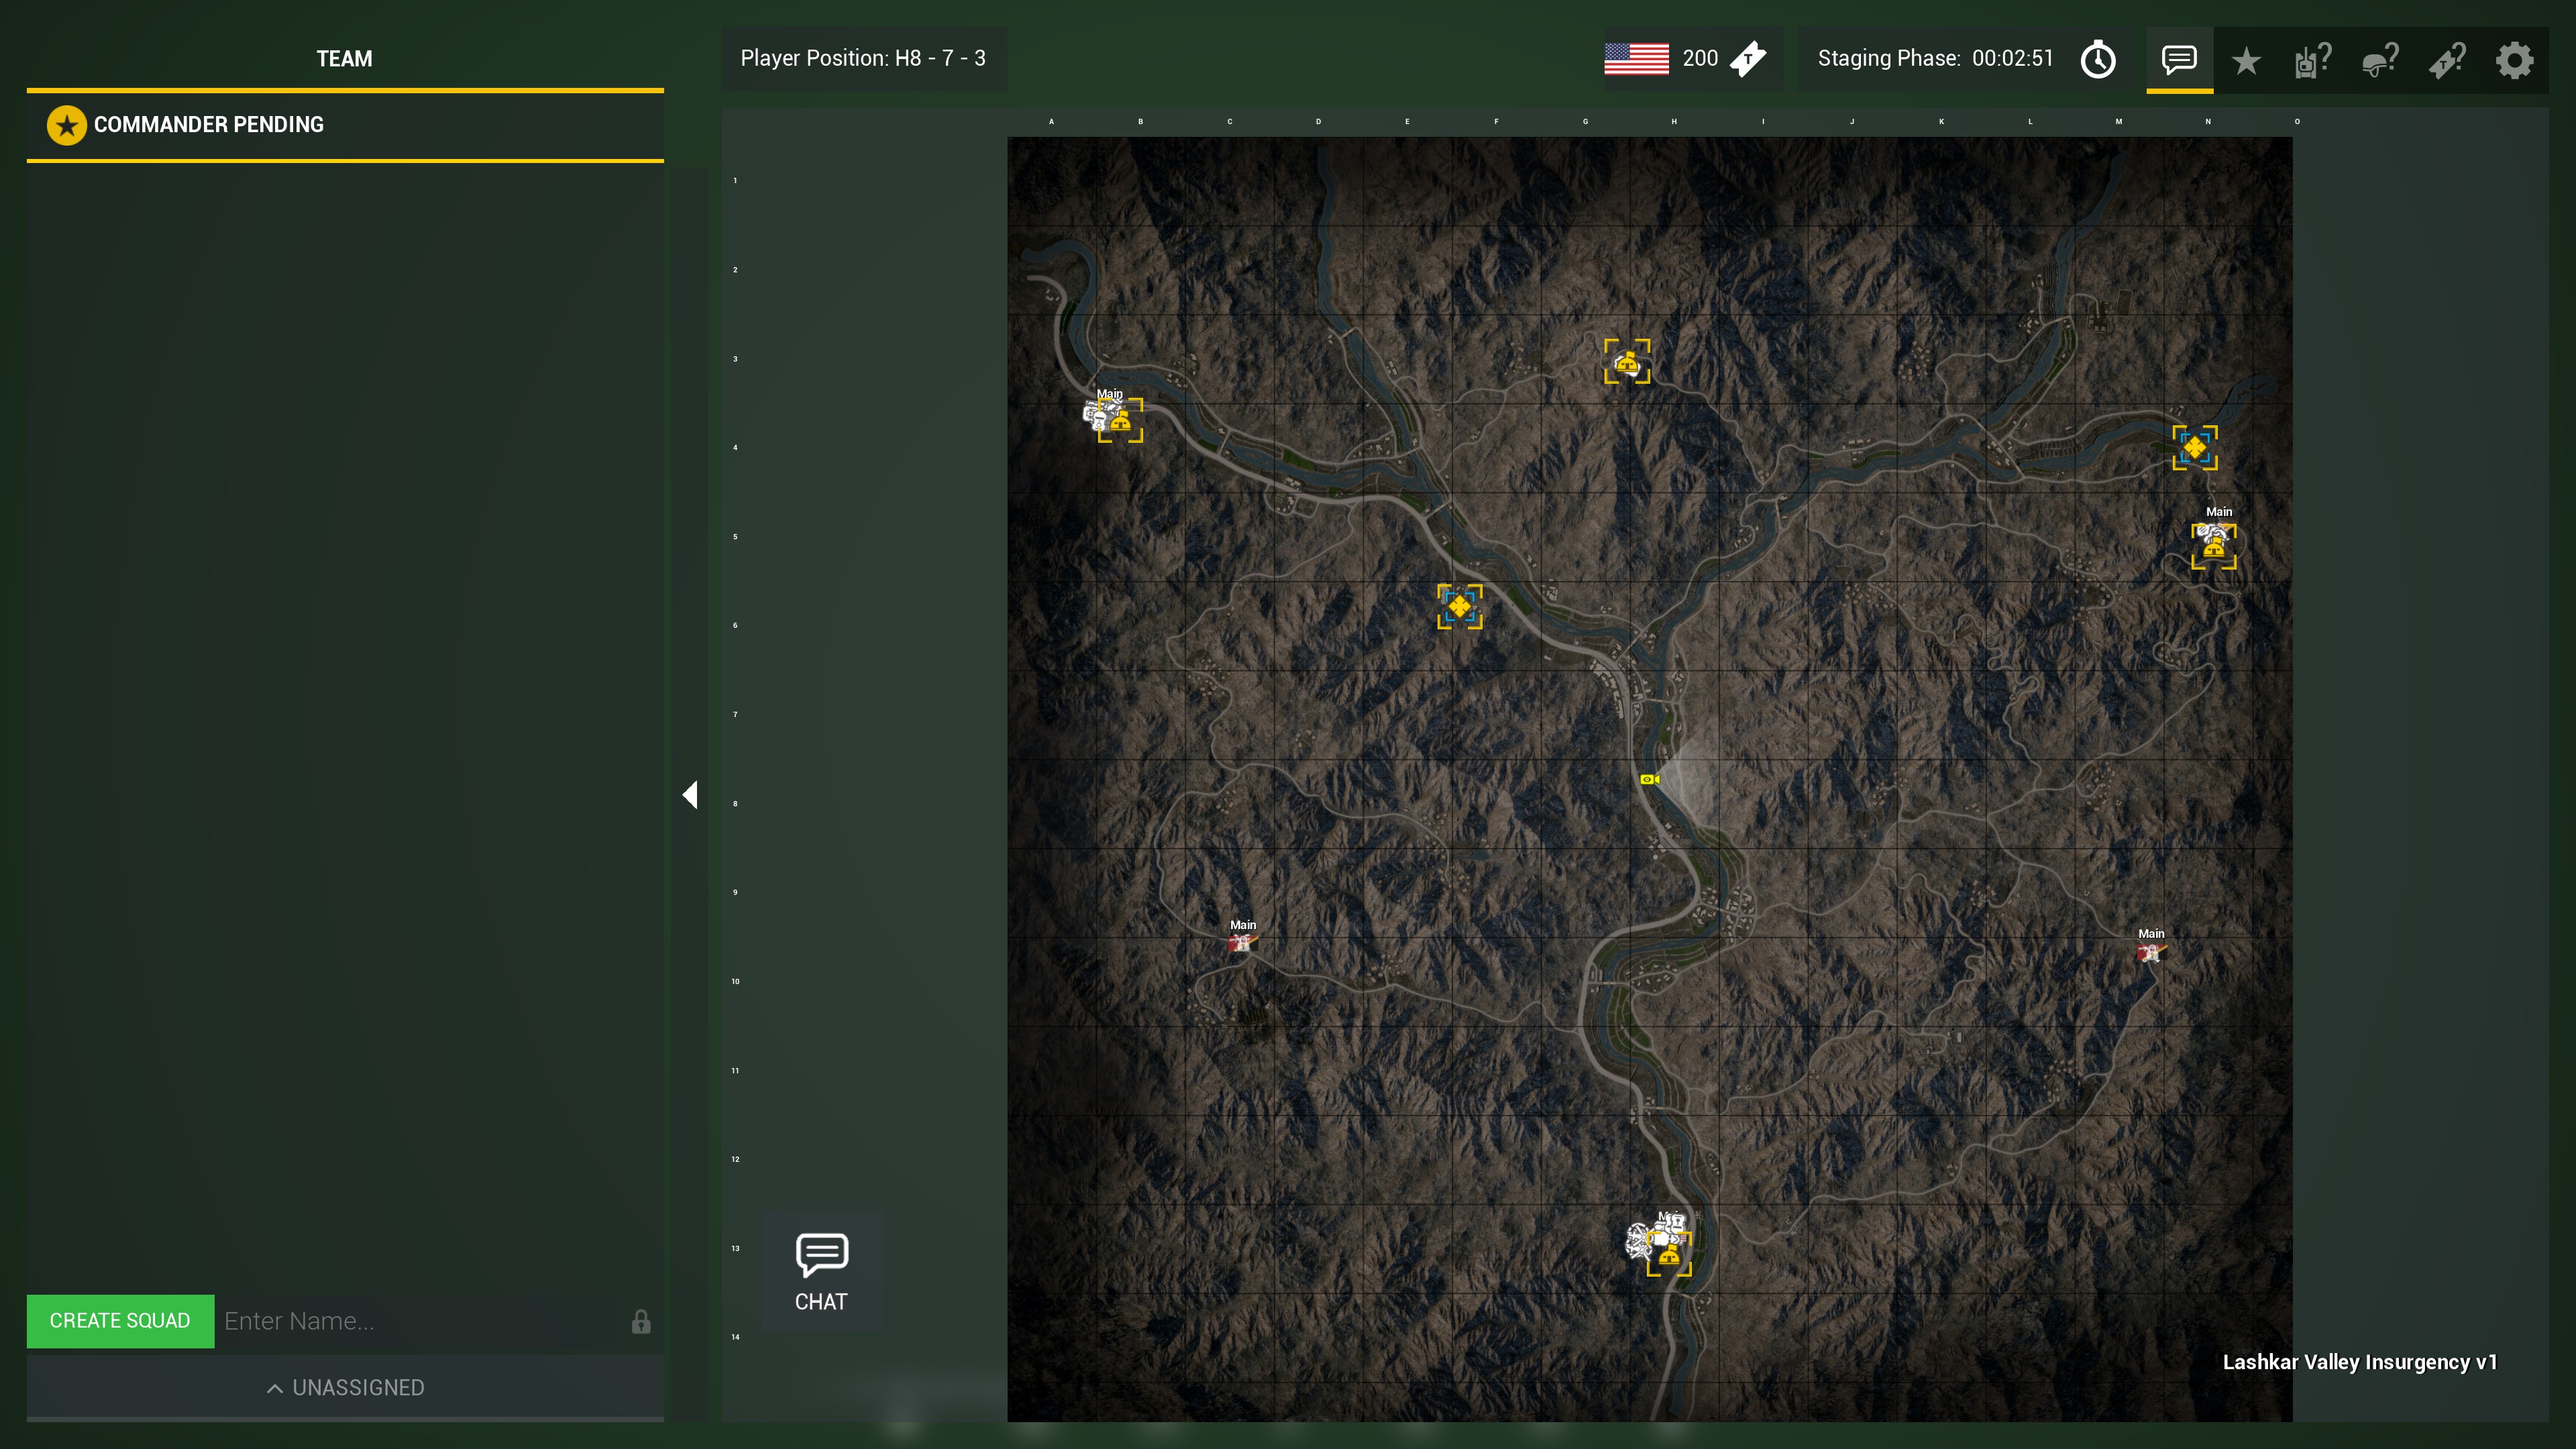 TEAM
Player Position: H8 - 7 - 3
200
T
Staging Phase: 00:02:51
?
?
T?
COMMANDER PENDING
A B C D E F G H I J K L M N O
1
2
3
Main
4
Main
5
6
7
8
9
Main
Main
10
11
12
13
CHAT
14
CREATE SQUAD Enter Name...
UNASSIGNED
Lashkar Valley Insurgency v1